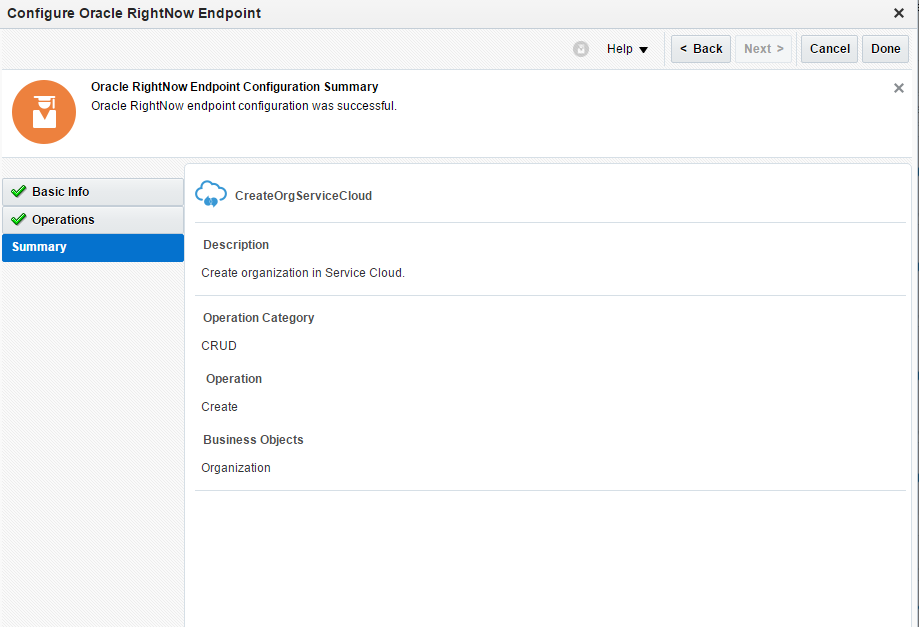 Configure Oracle RightNow Endpoint
Help
< Back
Next >
Cancel
Done
Oracle RightNow Endpoint Configuration Summary
Oracle RightNow endpoint configuration was successful.
Basic Info
Operations
Summary
CreateOrgServiceCloud
Description
Create organization in Service Cloud.
Operation Category
CRUD
Operation
Create
Business Objects
Organization